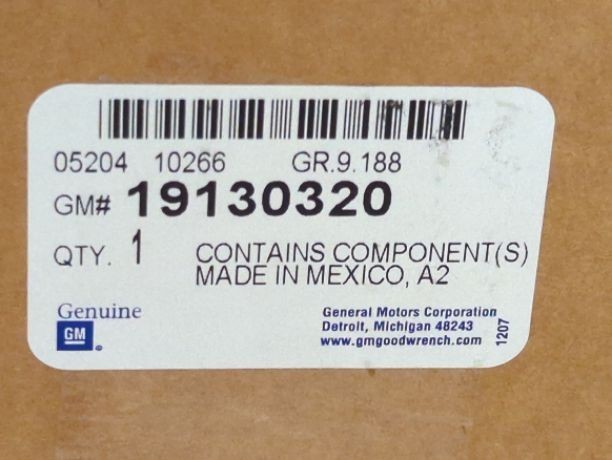 05204 10266 GR.9.188
GM# 19130320
QTY. 1 CONTAINS COMPONENT(S)
MADE IN MEXICO, A2
Genuine
GM
General Motors Corporation
Detroit, Michigan 48243
www.gmgoodwrench.com
1207